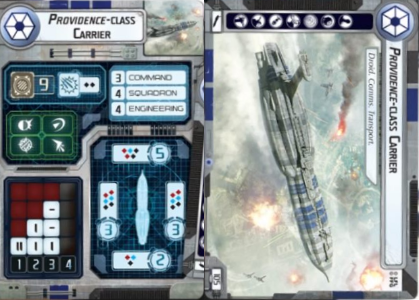 PROVIDENCE-CLASS
CARRIER
9
3 COMMAND
4 SQUADRON
4 ENGINEERING
5
3 3
2
1 2 3 4
PROVIDENCE-CLASS CARRIER
Droid. Comms. Transport.
105